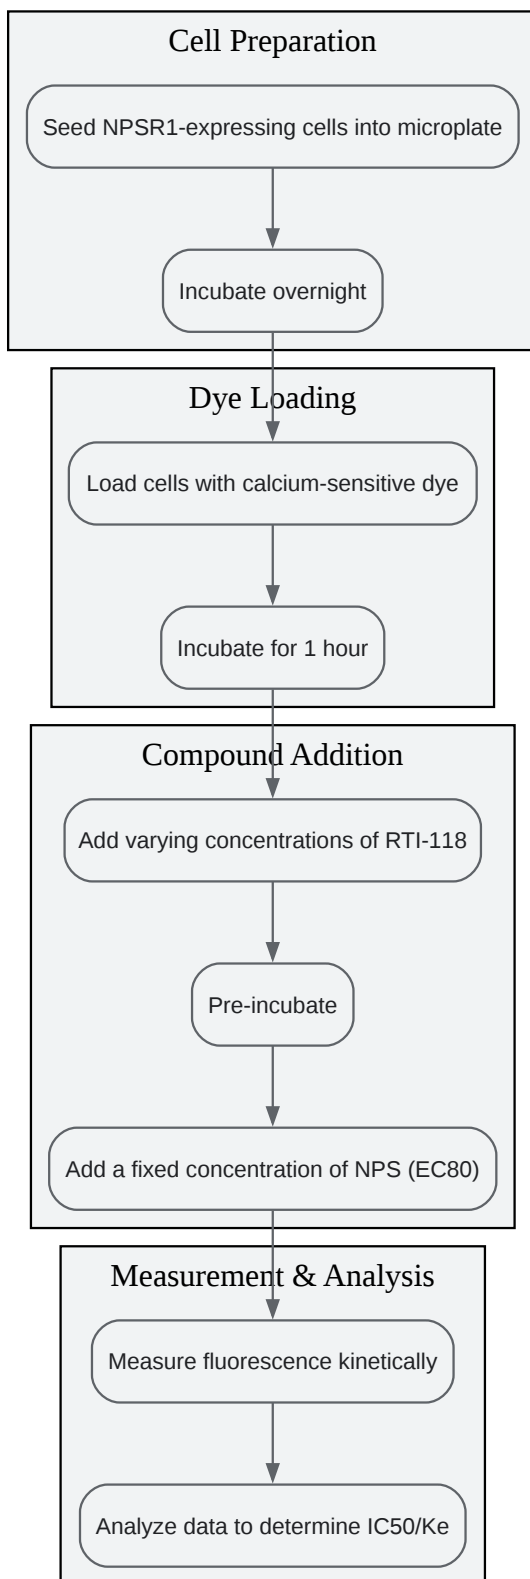 Cell Preparation
Seed NPSR1-expressing cells into microplate
Incubate overnight
Dye Loading
Load cells with calcium-sensitive dye
Incubate for 1 hour
Compound Addition
Add varying concentrations of RTI-118
Pre-incubate
Add a fixed concentration of NPS (EC80)
Measurement & Analysis
Measure fluorescence kinetically
Analyze data to determine IC50/Ke